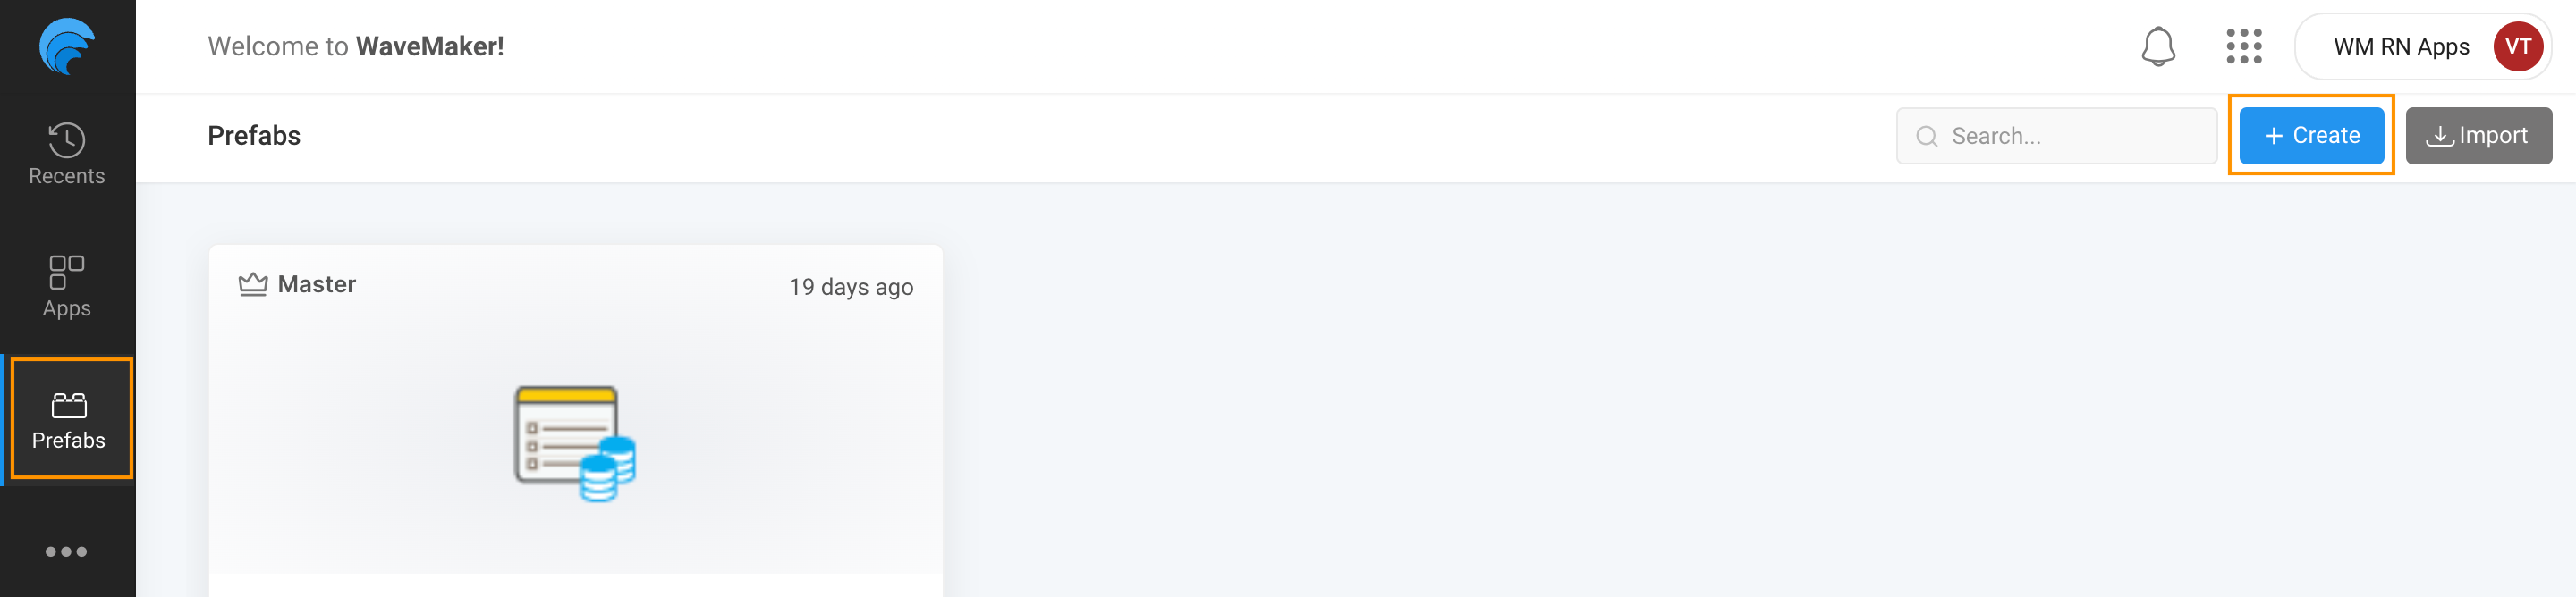 Welcome to WaveMaker!
WM RN Apps
VT
Recents
Apps
Prefabs
Prefabs
Search...
+ Create
Import
Master
19 days ago